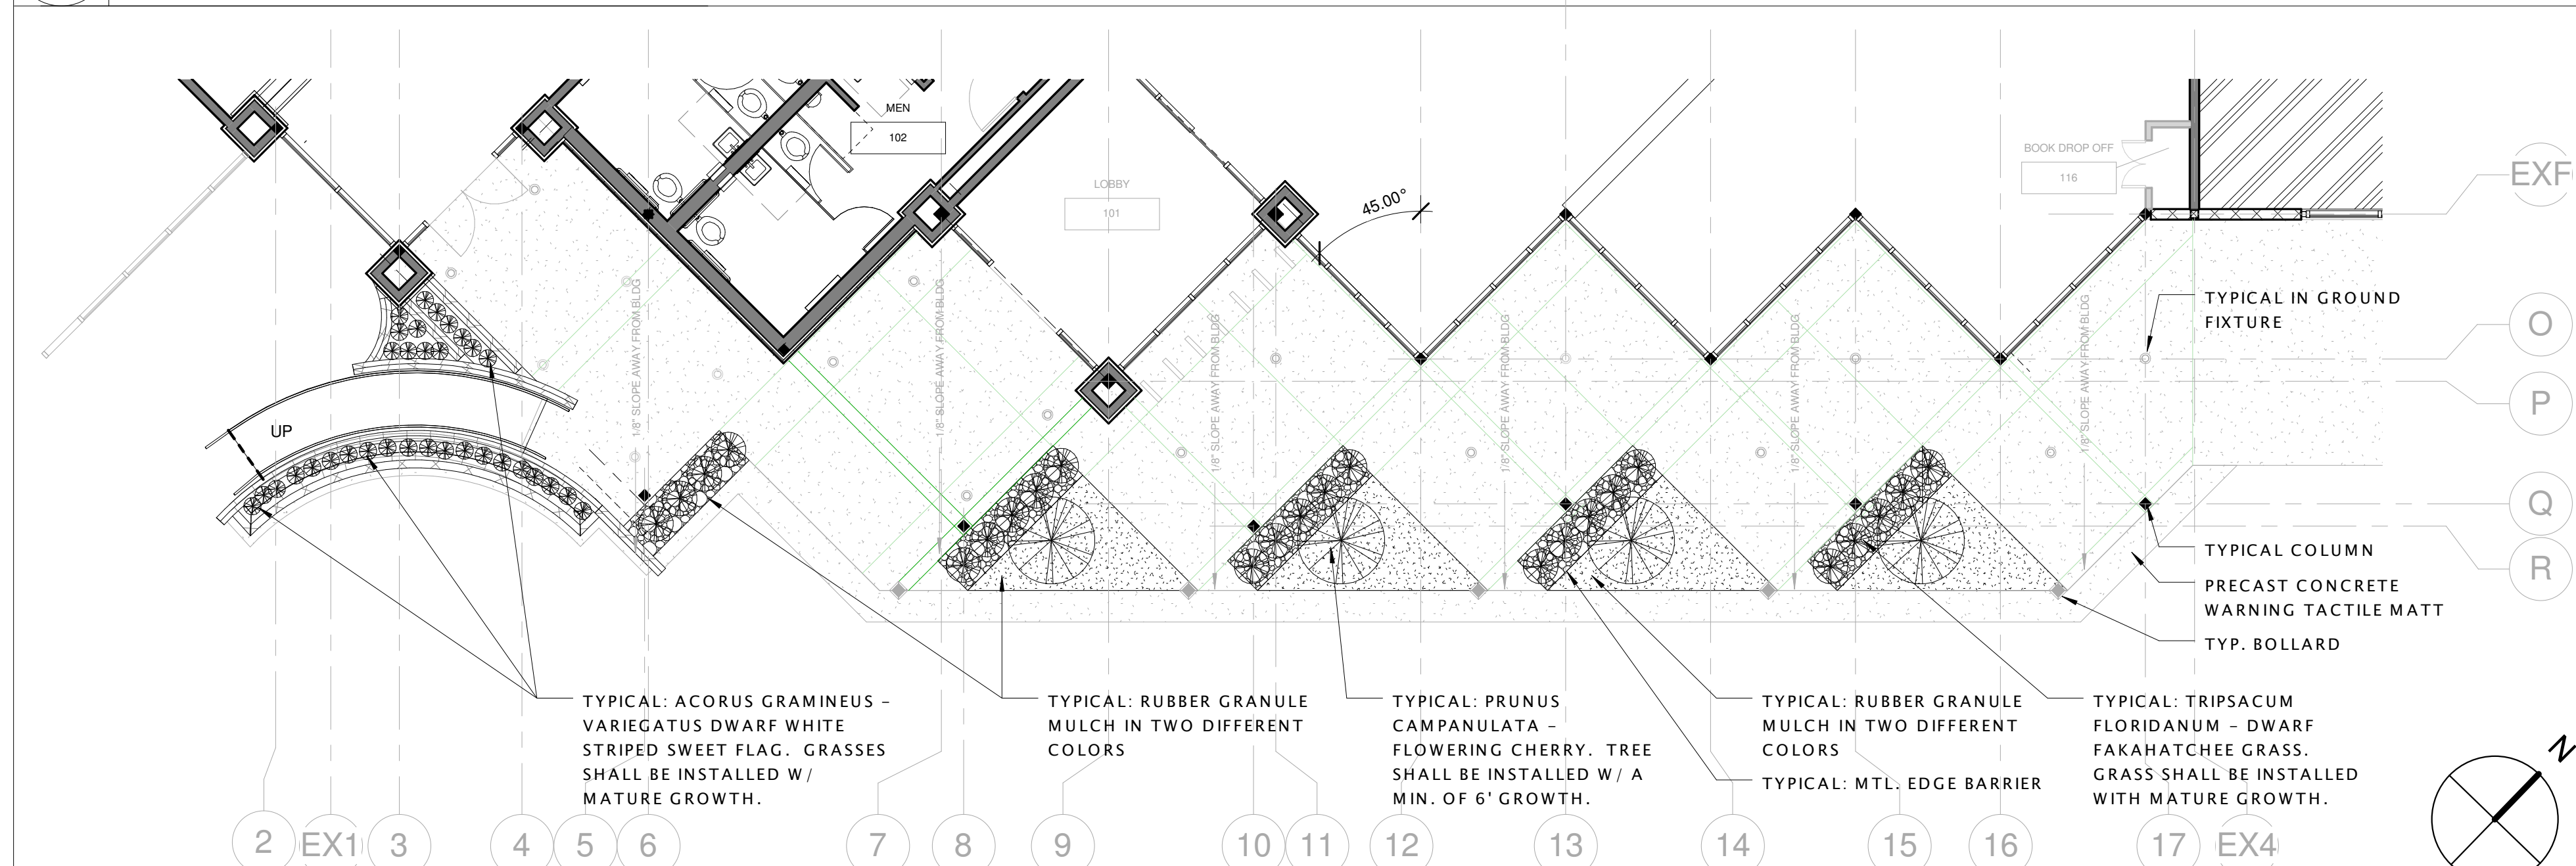 MEN
102
LOBBY
101
45.00°
BOOK DROP OFF
116
EXF
O
P
Q
R
UP
1/8" SLOPE AWAY FROM BLDG
1/8" SLOPE AWAY FROM BLDG
1/8" SLOPE AWAY FROM BLDG
1/8" SLOPE AWAY FROM BLDG
1/8" SLOPE AWAY FROM BLDG
1/8" SLOPE AWAY FROM BLDG
TYPICAL IN GROUND
FIXTURE
TYPICAL COLUMN
PRECAST CONCRETE
WARNING TACTILE MATT
TYP. BOLLARD
TYPICAL: ACORUS GRAMINEUS –
VARIEGATUS DWARF WHITE
STRIPED SWEET FLAG. GRASSES
SHALL BE INSTALLED W/
MATURE GROWTH.
TYPICAL: RUBBER GRANULE
MULCH IN TWO DIFFERENT
COLORS
TYPICAL: PRUNUS
CAMPANULATA –
FLOWERING CHERRY. TREE
SHALL BE INSTALLED W/ A
MIN. OF 6' GROWTH.
TYPICAL: RUBBER GRANULE
MULCH IN TWO DIFFERENT
COLORS
TYPICAL: MTL. EDGE BARRIER
TYPICAL: TRIPSACUM
FLORIDANUM – DWARF
FAKAHATCHEE GRASS.
GRASS SHALL BE INSTALLED
WITH MATURE GROWTH.
N
2
EX1
3
4
5
6
7
8
9
10
11
12
13
14
15
16
17
EX4